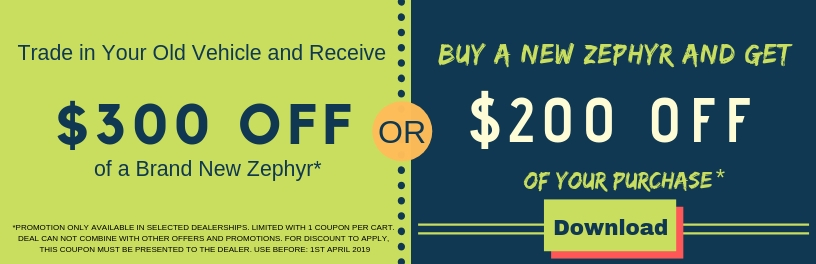 Trade in Your Old Vehicle and Receive
$300 OFF
of a Brand New Zephyr*
*PROMOTION ONLY AVAILABLE IN SELECTED DEALERSHIPS. LIMITED WITH 1 COUPON PER CART.
DEAL CAN NOT COMBINE WITH OTHER OFFERS AND PROMOTIONS. FOR DISCOUNT TO APPLY,
THIS COUPON MUST BE PRESENTED TO THE DEALER. USE BEFORE: 1ST APRIL 2019
OR
BUY A NEW ZEPHYR AND GET
$200 OFF
OF YOUR PURCHASE*
Download